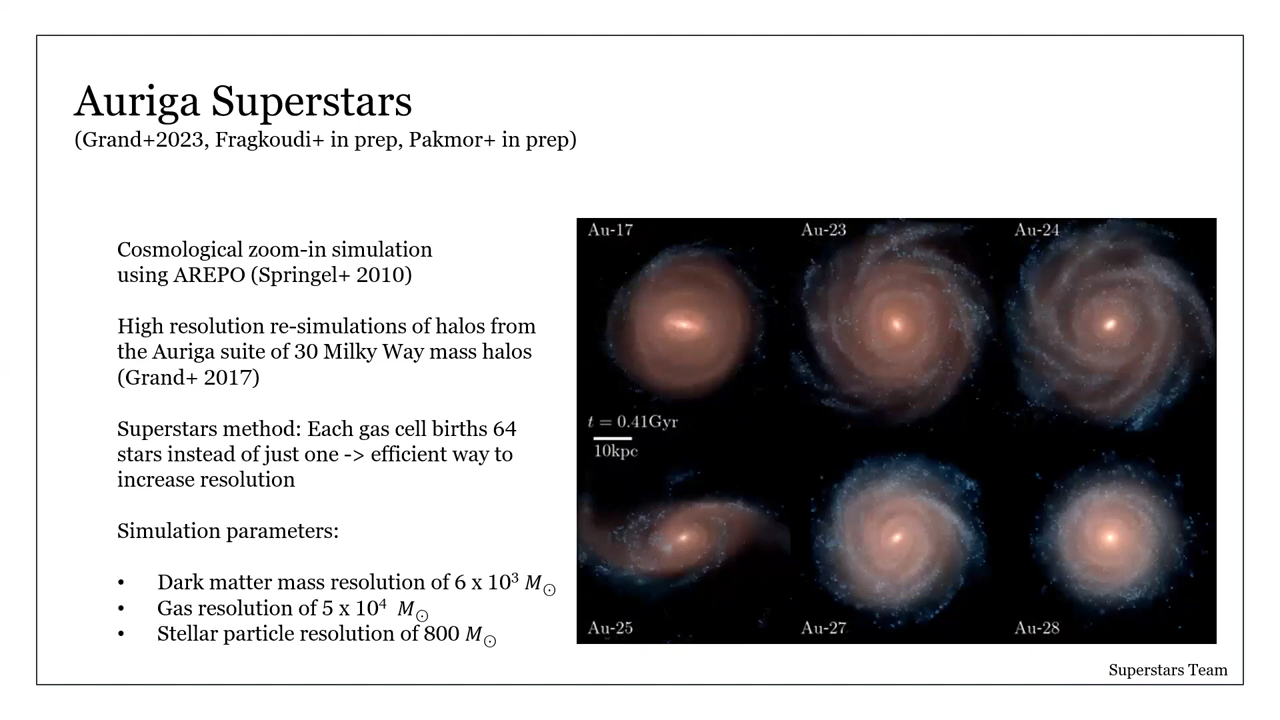 Auriga Superstars
(Grand+2023, Fragkoudi+ in prep, Pakmor+ in prep)
Cosmological zoom-in simulation
using AREPO (Springel+ 2010)
High resolution re-simulations of halos from
the Auriga suite of 30 Milky Way mass halos
(Grand+ 2017)
Superstars method: Each gas cell births 64
stars instead of just one -> efficient way to
increase resolution
Simulation parameters:
• Dark matter mass resolution of 6 x 10³ M⊙
• Gas resolution of 5 x 10⁴ M⊙
• Stellar particle resolution of 800 M⊙
Au-17
Au-23
Au-24
t = 0.41Gyr
10kpc
Au-25
Au-27
Au-28
Superstars Team